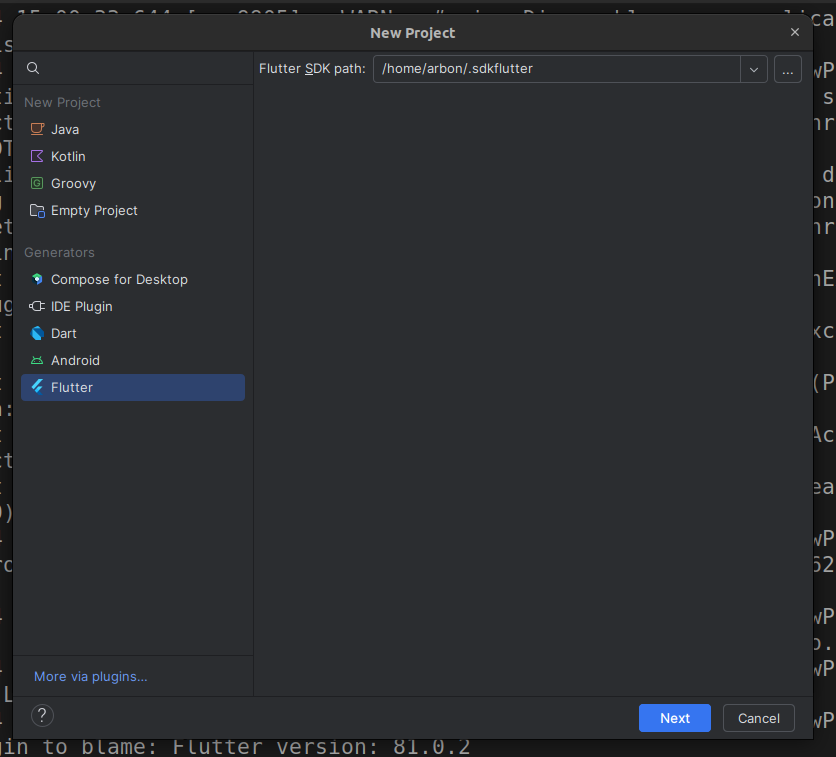 New Project
Flutter SDK path: /home/arbon/.sdkflutter ...
New Project
Java
Kotlin
Groovy
Empty Project
Generators
Compose for Desktop
IDE Plugin
Dart
Android
Flutter
More via plugins...
?
Next
Cancel
gin to blame: Flutter version: 81.0.2